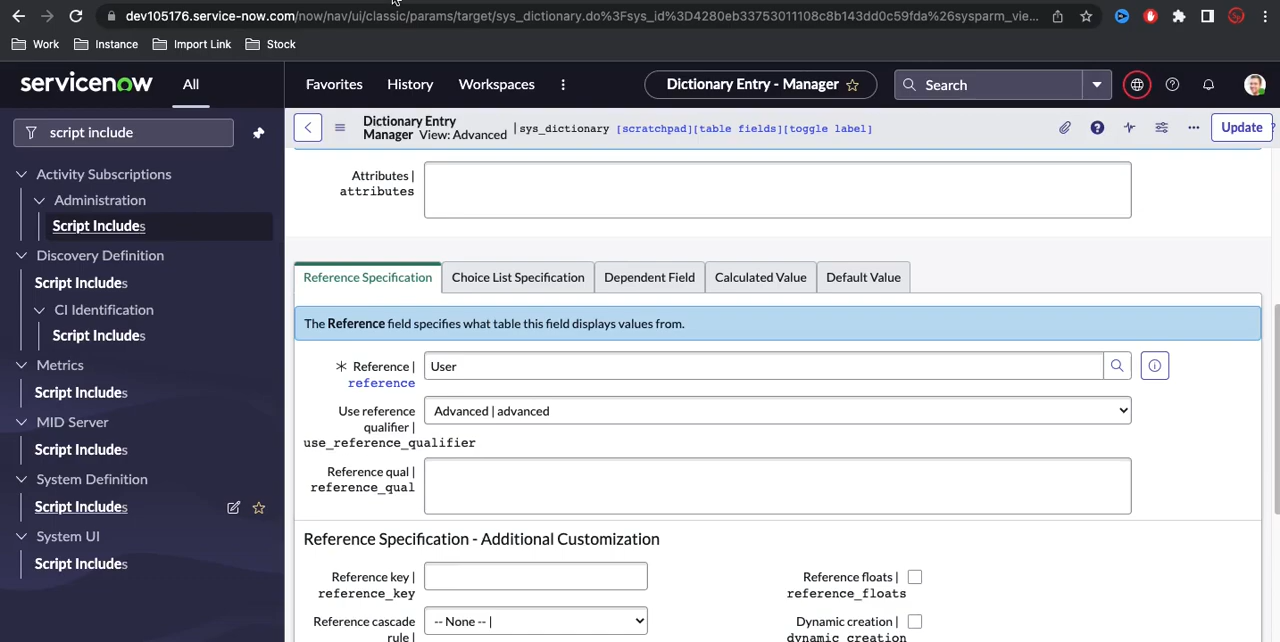 dev105176.service-now.com/now/nav/ui/classic/params/target/sys_dictionary.do%3Fsys_id%3D4280eb33753011108c8b143dd0c59fda%26sysparm_vie...
Work Instance Import Link Stock
servicenow All Favorites History Workspaces Dictionary Entry - Manager Search
script include
Dictionary Entry
Manager View: Advanced | sys_dictionary [scratchpad][table fields][toggle label] Update
Activity Subscriptions
Administration
Script Includes
Discovery Definition
Script Includes
CI Identification
Script Includes
Metrics
Script Includes
MID Server
Script Includes
System Definition
Script Includes
System UI
Script Includes
Attributes |
attributes
Reference Specification Choice List Specification Dependent Field Calculated Value Default Value
The Reference field specifies what table this field displays values from.
Reference | User
reference
Use reference Advanced | advanced
qualifier |
use_reference_qualifier
Reference qual |
reference_qual
Reference Specification - Additional Customization
Reference key | Reference floats |
reference_key reference_floats
Reference cascade -- None -- | Dynamic creation |
rule | dynamic creation